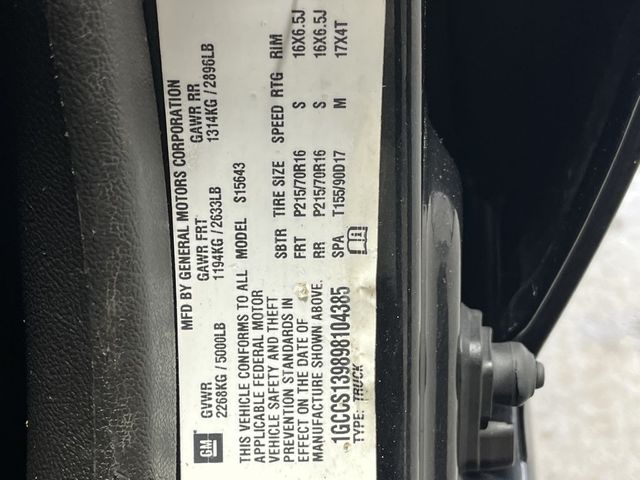 MFD BY GENERAL MOTORS CORPORATION
GVWR GAWR FRT GAWR RR
2268KG/5000LB 1194KG/2633LB 1314KG/2896LB
GM
THIS VEHICLE CONFORMS TO ALL
APPLICABLE FEDERAL MOTOR
VEHICLE SAFETY AND THEFT
PREVENTION STANDARDS IN
EFFECT ON THE DATE OF
MANUFACTURE SHOWN ABOVE.
1GCCS139898104385
TYPE: TRUCK
MODEL S15643
SBTR TIRE SIZE SPEED RTG RIM
FRT P215/70R16 S 16X6.5J
RR P215/70R16 S 16X6.5J
SPA T155/90D17 M 17X4T